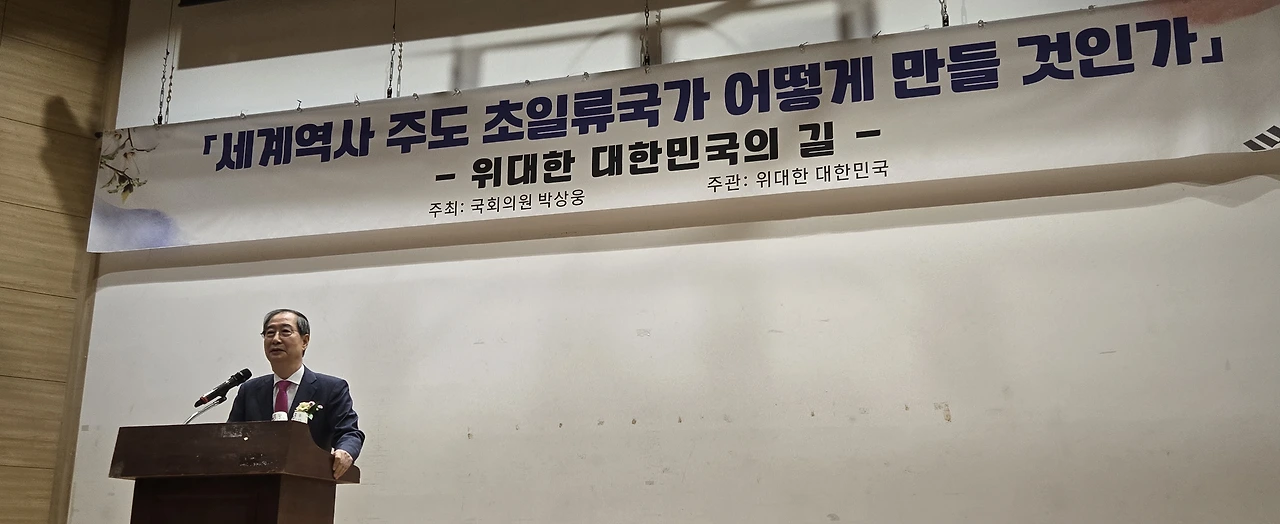 「세계역사 주도 초일류국가 어떻게 만들 것인가」
- 위대한 대한민국의 길 -
주최: 국회의원 박상웅 주관: 위대한 대한민국